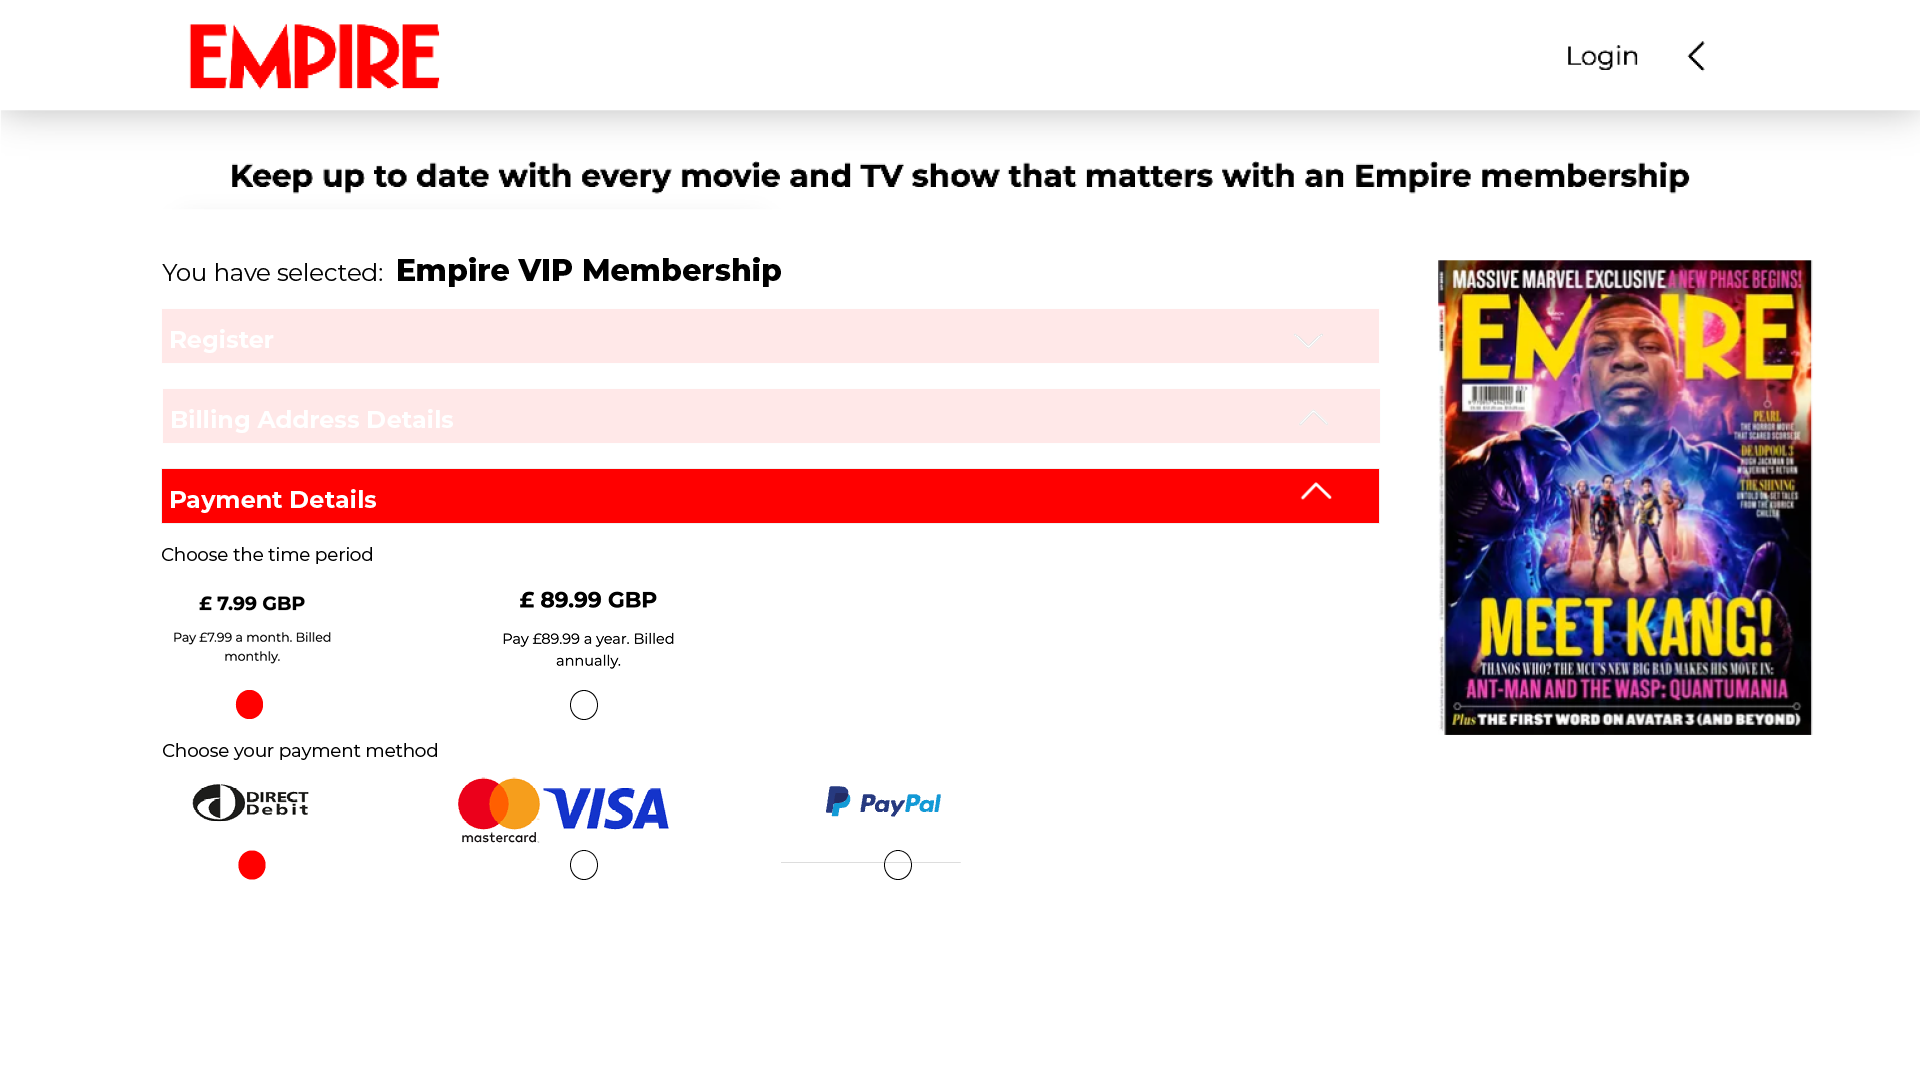 EMPIRE
Login
Keep up to date with every movie and TV show that matters with an Empire membership
You have selected: Empire VIP Membership
Register
Billing Address Details
Payment Details
Choose the time period
£ 7.99 GBP
Pay £7.99 a month. Billed
monthly.
£ 89.99 GBP
Pay £89.99 a year. Billed
annually.
Choose your payment method
DIRECT
Debit
mastercard
VISA
PayPal
MASSIVE MARVEL EXCLUSIVE A NEW PHASE BEGINS!
EMPIRE
PEARL
THE HORROR MOVIE
THAT SCARED SCORSESE
DEADPOOL 3
HUGH JACKMAN ON
WOLVERINE'S RETURN
THE SHINING
UNTOLD ON-SET TALES
FROM THE KUBRICK
CHILLER
MEET KANG!
THANOS WHO? THE MCU'S NEW BIG BAD MAKES HIS MOVE IN:
ANT-MAN AND THE WASP: QUANTUMANIA
Plus THE FIRST WORD ON AVATAR 3 (AND BEYOND)